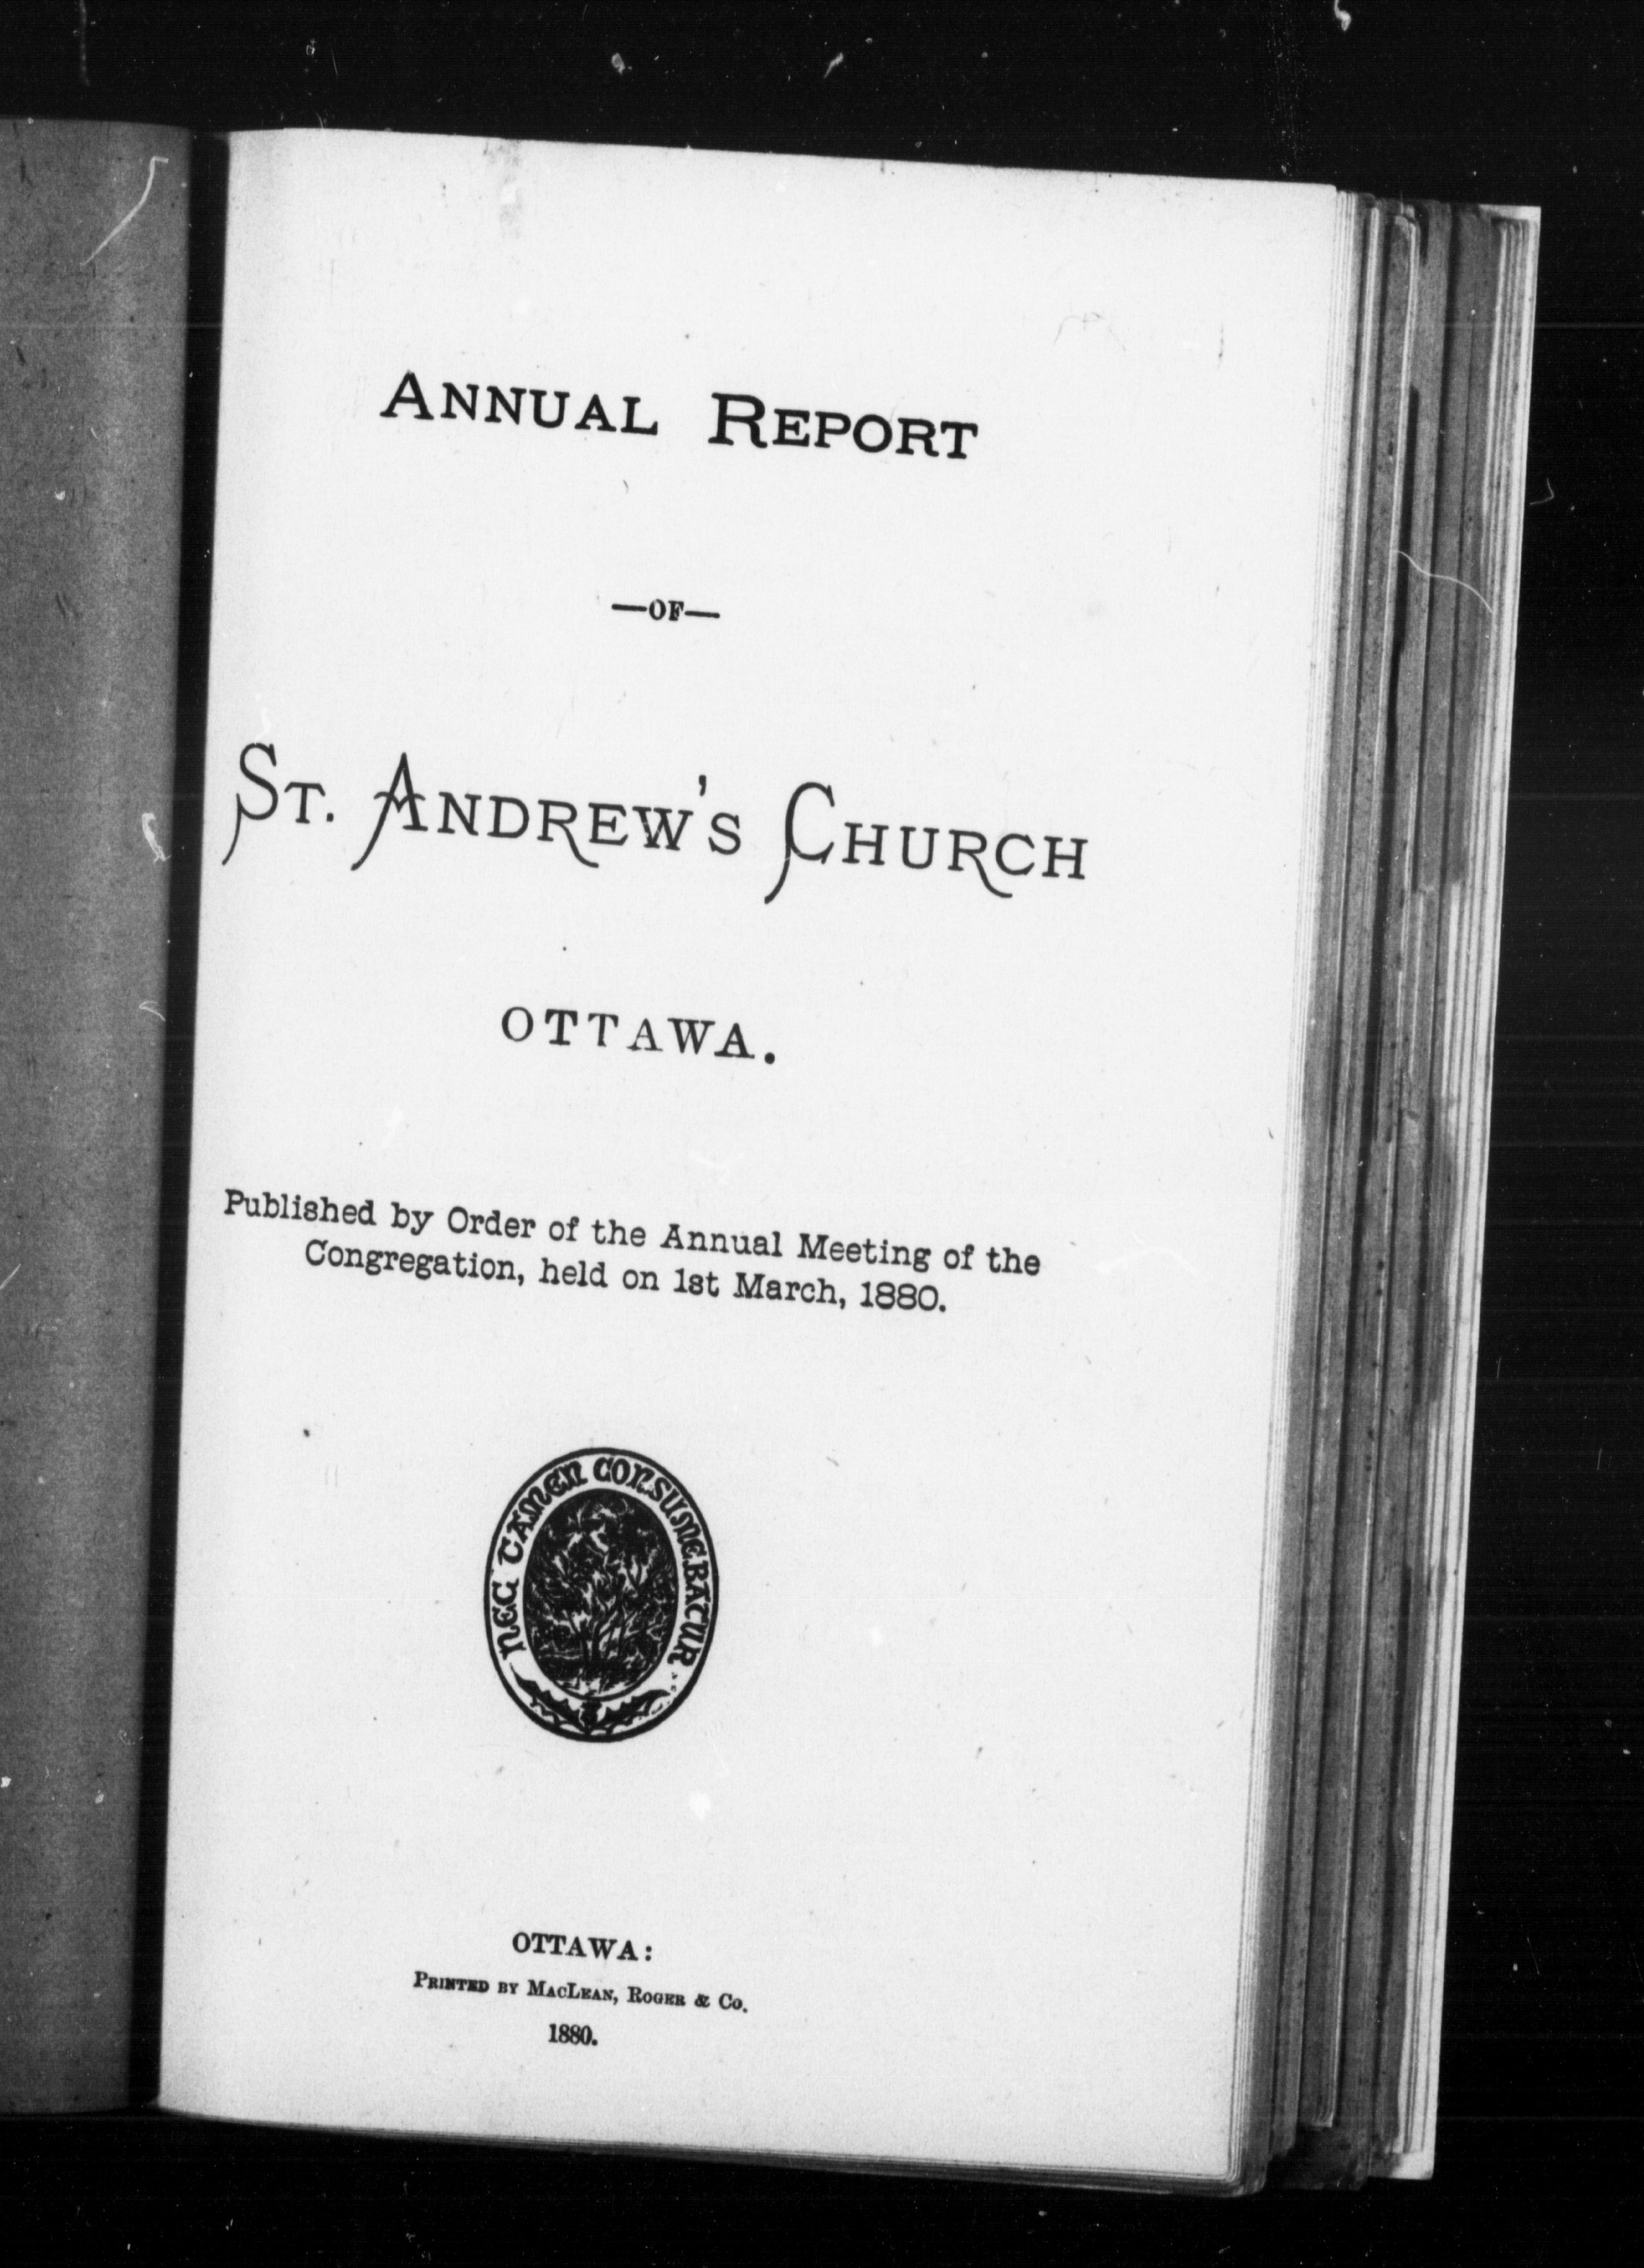 ANNUAL REPORT
—OF—
ST. ANDREW'S CHURCH
OTTAWA.
Published by Order of the Annual Meeting of the
Congregation, held on 1st March, 1880.
NEC TAMEN CONSUMEBATUR
OTTAWA:
PRINTED BY MACLEAN, ROGER & CO.
1880.